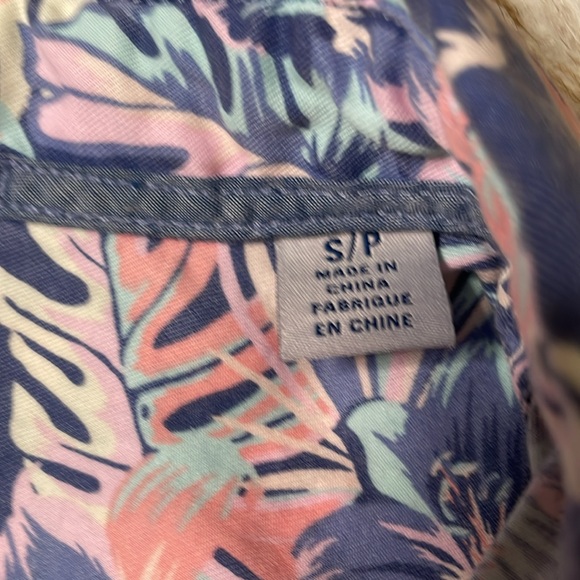 S/P
MADE IN
CHINA
FABRIQUE
EN CHINE